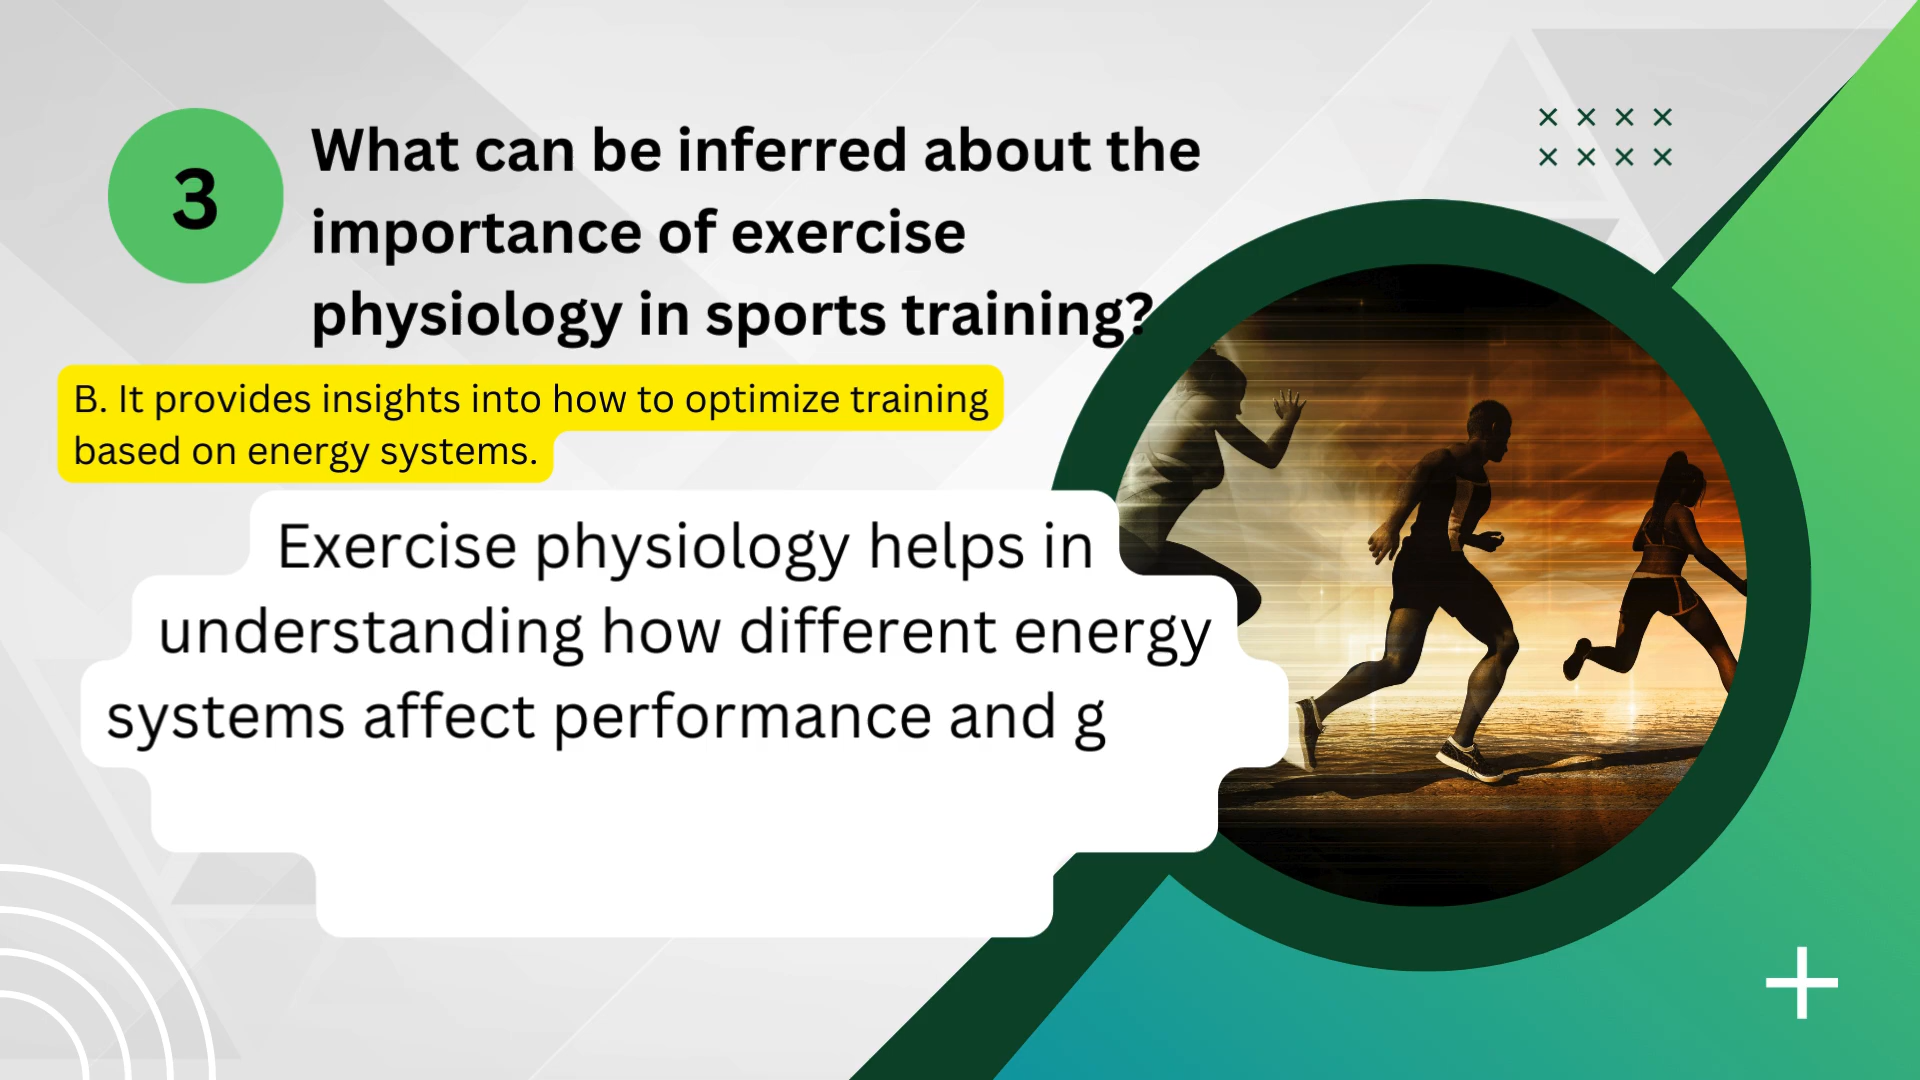 3
What can be inferred about the
importance of exercise
physiology in sports training?
B. It provides insights into how to optimize training
based on energy systems.
Exercise physiology helps in
understanding how different energy
systems affect performance and g